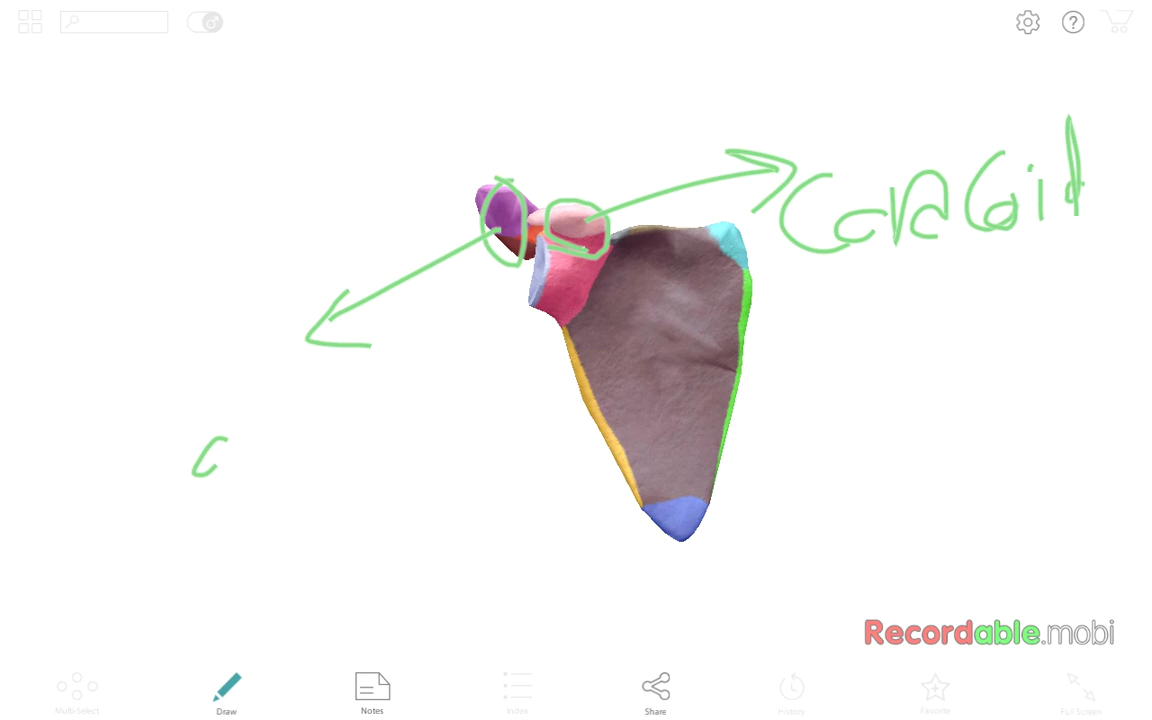 Coracoid
Recordable.mobi
Multi-Select
Draw
Notes
Index
Share
History
Favorite
Full Screen